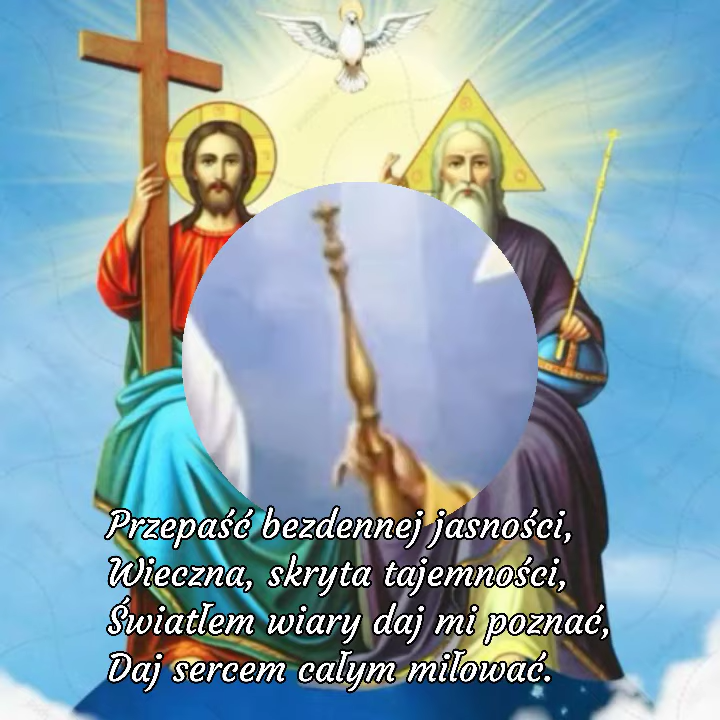 Przepaść bezdennej jasności,
Wieczna, skryta tajemności,
Światłem wiary daj mi poznać,
Daj sercem całym miłować.